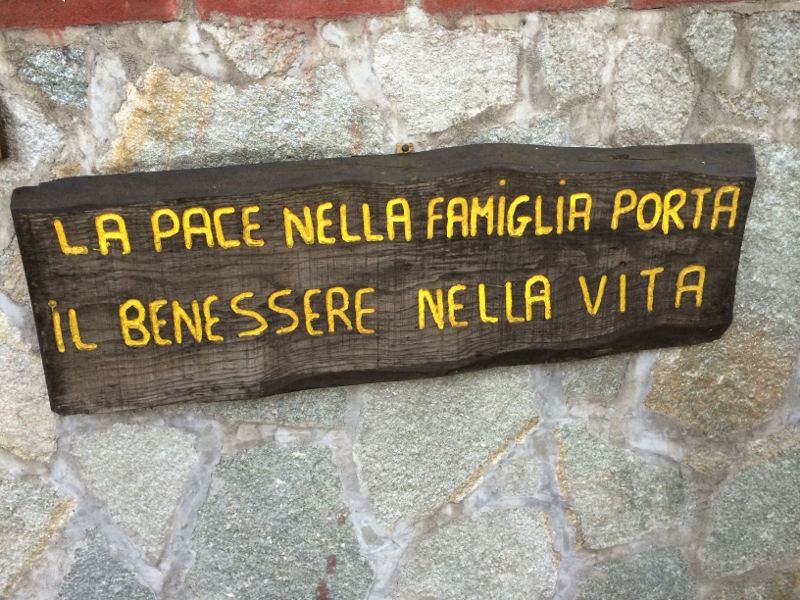 LA PACE NELLA FAMIGLIA PORTA
IL BENESSERE NELLA VITA